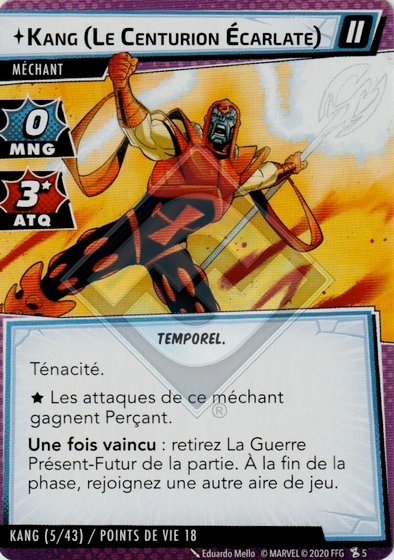 KANG (LE CENTURION ÉCARLATE)
II
MÉCHANT
0
MNG
3★
ATQ
TEMPOREL.
Ténacité.
★ Les attaques de ce méchant
gagnent Perçant.
Une fois vaincu : retirez La Guerre
Présent-Futur de la partie. À la fin de la
phase, rejoignez une autre aire de jeu.
®
KANG (5/43) / POINTS DE VIE 18
Eduardo Mello © MARVEL © 2020 FFG 5